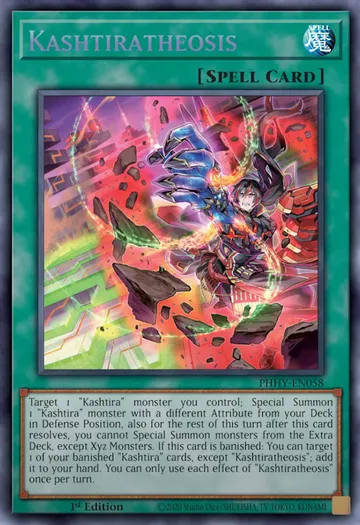 KASHTIRATHEOSIS
SPELL
魔
[SPELL CARD]
PHHY-EN058
Target 1 "Kashtira" monster you control; Special Summon
1 "Kashtira" monster with a different Attribute from your Deck
in Defense Position, also for the rest of this turn after this card
resolves, you cannot Special Summon monsters from the Extra
Deck, except Xyz Monsters. If this card is banished: You can target
1 of your banished "Kashtira" cards, except "Kashtiratheosis"; add
it to your hand. You can only use each effect of "Kashtiratheosis"
once per turn.
1st Edition
©2020 Studio Dice/SHUEISHA, TV TOKYO, KONAMI